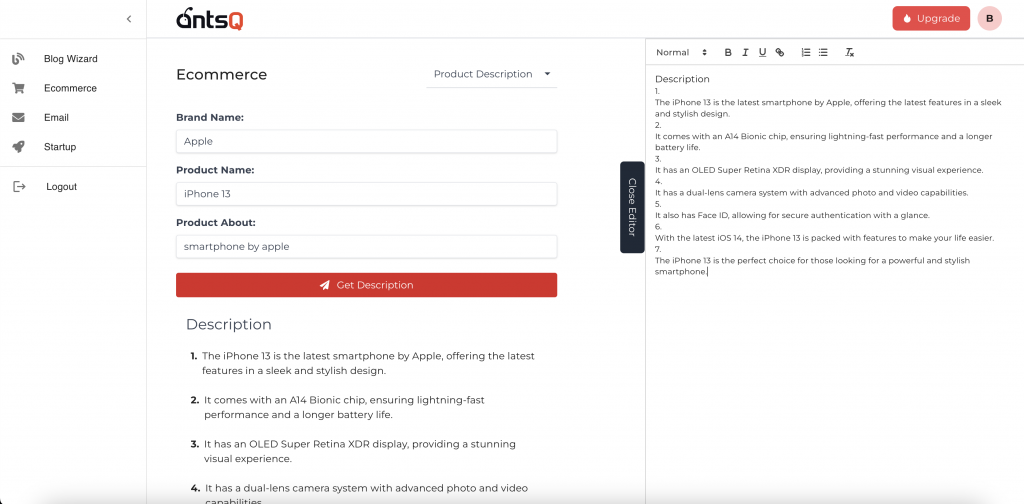 antsQ
Upgrade
B
Blog Wizard
Ecommerce
Email
Startup
Logout
Ecommerce
Product Description
Brand Name:
Apple
Product Name:
iPhone 13
Product About:
smartphone by apple
Get Description
Description
1. The iPhone 13 is the latest smartphone by Apple, offering the latest
features in a sleek and stylish design.
2. It comes with an A14 Bionic chip, ensuring lightning-fast
performance and a longer battery life.
3. It has an OLED Super Retina XDR display, providing a stunning
visual experience.
4. It has a dual-lens camera system with advanced photo and video
capabilities.
Close Editor
Normal
B I U
Description
1.
The iPhone 13 is the latest smartphone by Apple, offering the latest features in a sleek
and stylish design.
2.
It comes with an A14 Bionic chip, ensuring lightning-fast performance and a longer
battery life.
3.
It has an OLED Super Retina XDR display, providing a stunning visual experience.
4.
It has a dual-lens camera system with advanced photo and video capabilities.
5.
It also has Face ID, allowing for secure authentication with a glance.
6.
With the latest iOS 14, the iPhone 13 is packed with features to make your life easier.
7.
The iPhone 13 is the perfect choice for those looking for a powerful and stylish
smartphone.